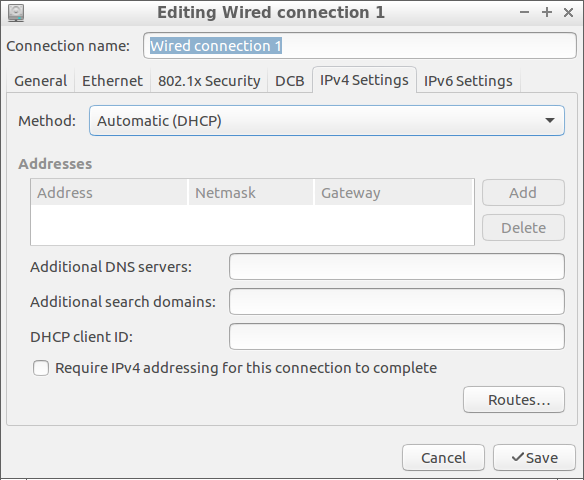 Editing Wired connection 1
Connection name: Wired connection 1
General Ethernet 802.1x Security DCB IPv4 Settings IPv6 Settings
Method: Automatic (DHCP)
Addresses
Address Netmask Gateway Add
Delete
Additional DNS servers:
Additional search domains:
DHCP client ID:
Require IPv4 addressing for this connection to complete
Routes...
Cancel Save